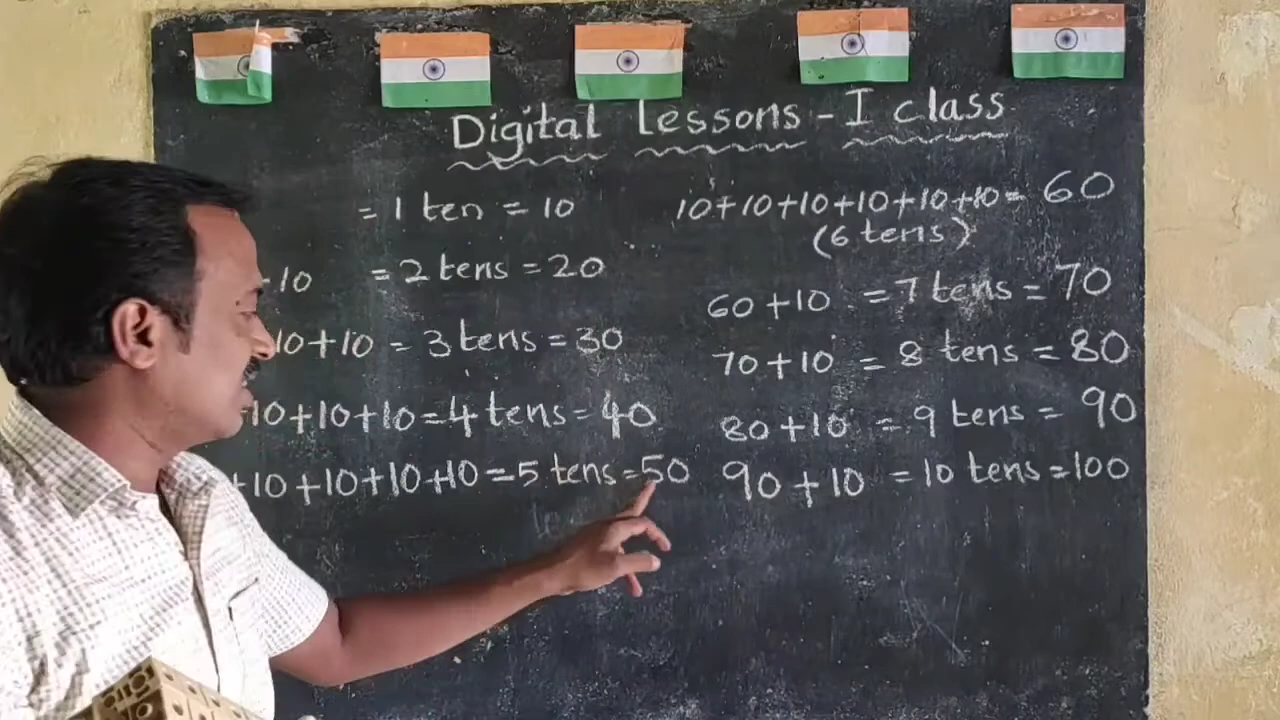 Digital Lessons - I class
= 1 ten = 10
10 = 2 tens = 20
10+10 = 3 tens = 30
10+10+10 = 4 tens = 40
+10+10+10+10 = 5 tens = 50
10+10+10+10+10+10 = 60
(6 tens)
60+10 = 7 tens = 70
70+10 = 8 tens = 80
80+10 = 9 tens = 90
90+10 = 10 tens = 100